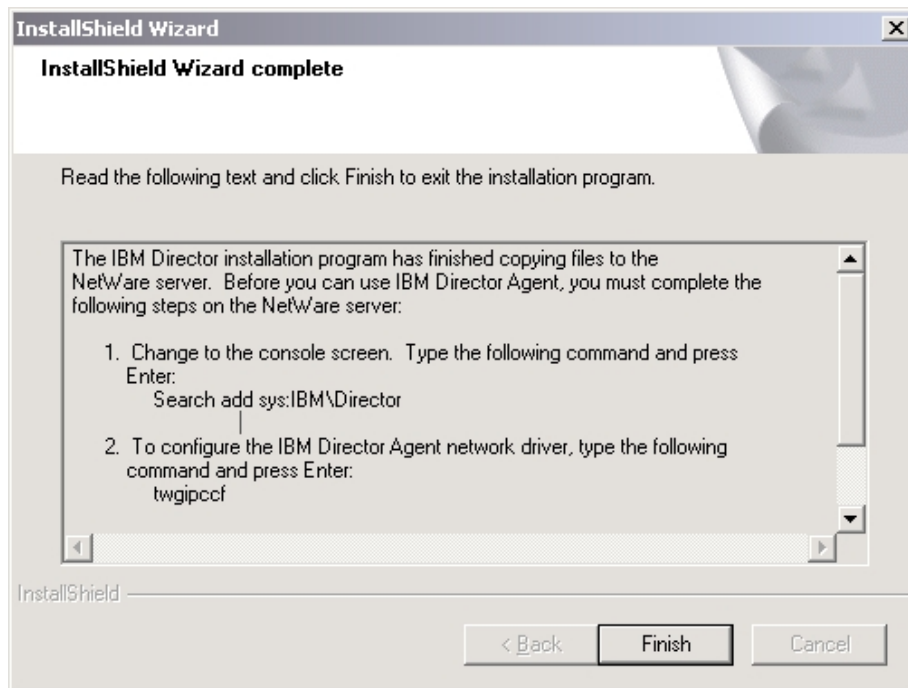 InstallShield Wizard
InstallShield Wizard complete
Read the following text and click Finish to exit the installation program.
The IBM Director installation program has finished copying files to the
NetWare server.  Before you can use IBM Director Agent, you must complete the
following steps on the NetWare server:
1.  Change to the console screen.  Type the following command and press
Enter:
Search add sys:IBM\Director
2.  To configure the IBM Director Agent network driver, type the following
command and press Enter:
twgipccf
InstallShield
< Back
Finish
Cancel